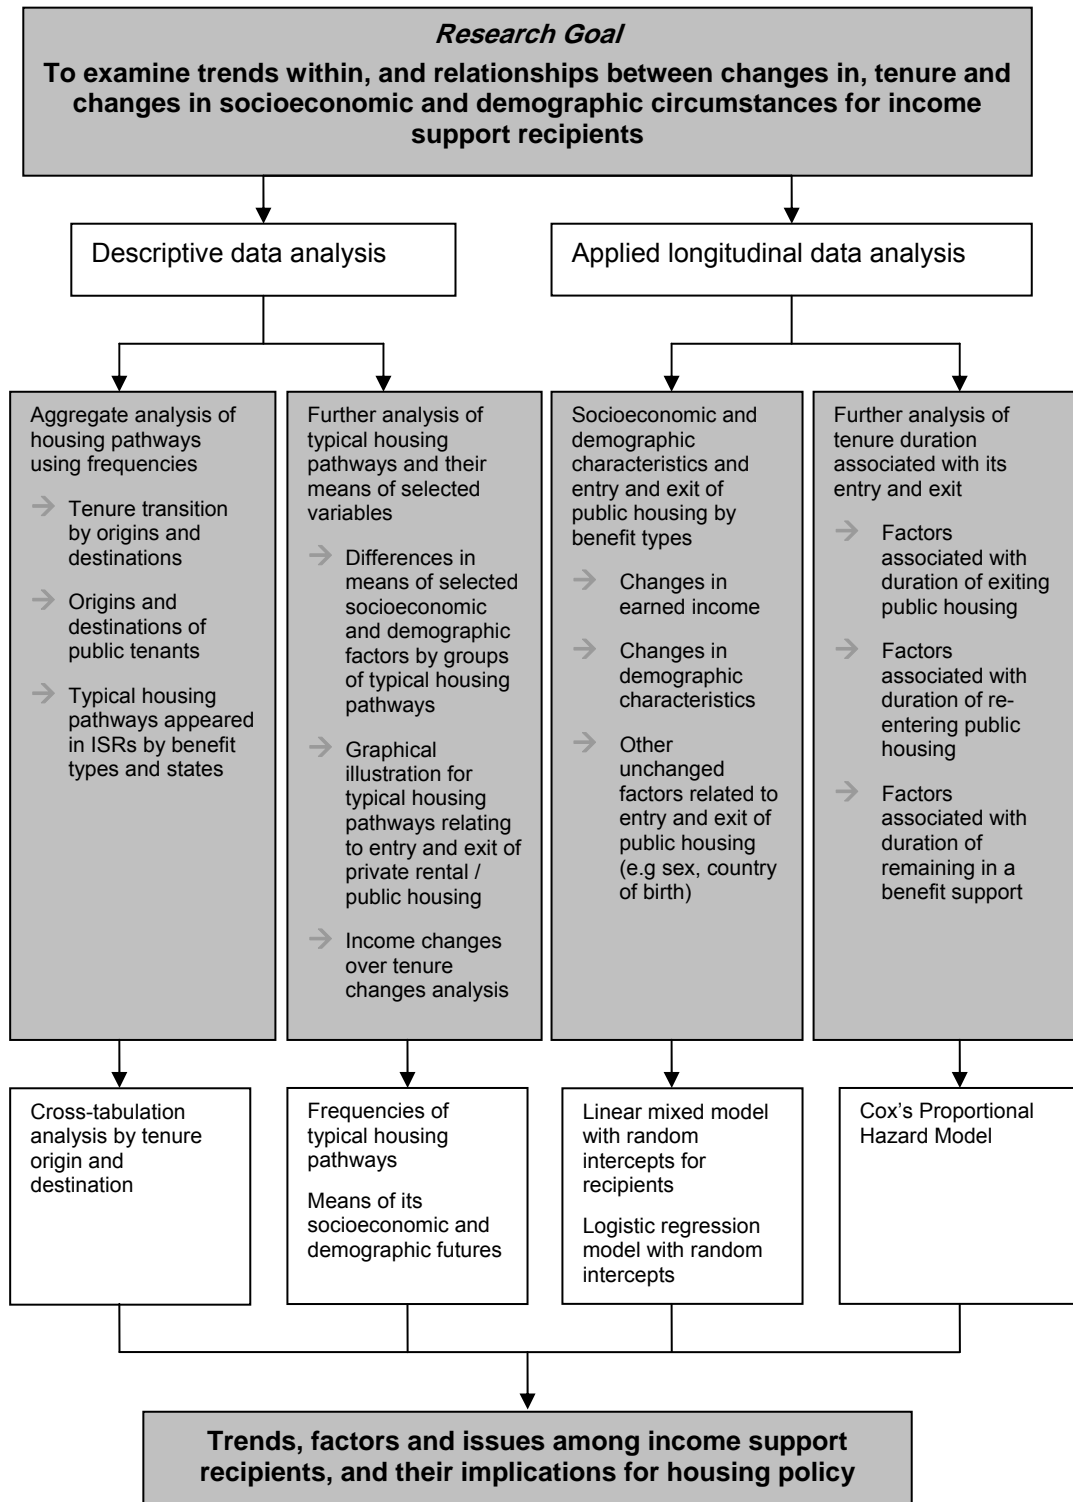 Research Goal
To examine trends within, and relationships between changes in, tenure and
changes in socioeconomic and demographic circumstances for income
support recipients
Descriptive data analysis
Applied longitudinal data analysis
Aggregate analysis of
housing pathways
using frequencies
→ Tenure transition
by origins and
destinations
→ Origins and
destinations of
public tenants
→ Typical housing
pathways appeared
in ISRs by benefit
types and states
Further analysis of
typical housing
pathways and their
means of selected
variables
→ Differences in
means of selected
socioeconomic
and demographic
factors by groups
of typical housing
pathways
→ Graphical
illustration for
typical housing
pathways relating
to entry and exit of
private rental /
public housing
→ Income changes
over tenure
changes analysis
Socioeconomic and
demographic
characteristics and
entry and exit of
public housing by
benefit types
→ Changes in
earned income
→ Changes in
demographic
characteristics
→ Other
unchanged
factors related to
entry and exit of
public housing
(e.g sex, country
of birth)
Further analysis of
tenure duration
associated with its
entry and exit
→ Factors
associated with
duration of exiting
public housing
→ Factors
associated with
duration of re-
entering public
housing
→ Factors
associated with
duration of
remaining in a
benefit support
Cross-tabulation
analysis by tenure
origin and
destination
Frequencies of
typical housing
pathways
Means of its
socioeconomic and
demographic futures
Linear mixed model
with random
intercepts for
recipients
Logistic regression
model with random
intercepts
Cox's Proportional
Hazard Model
Trends, factors and issues among income support
recipients, and their implications for housing policy